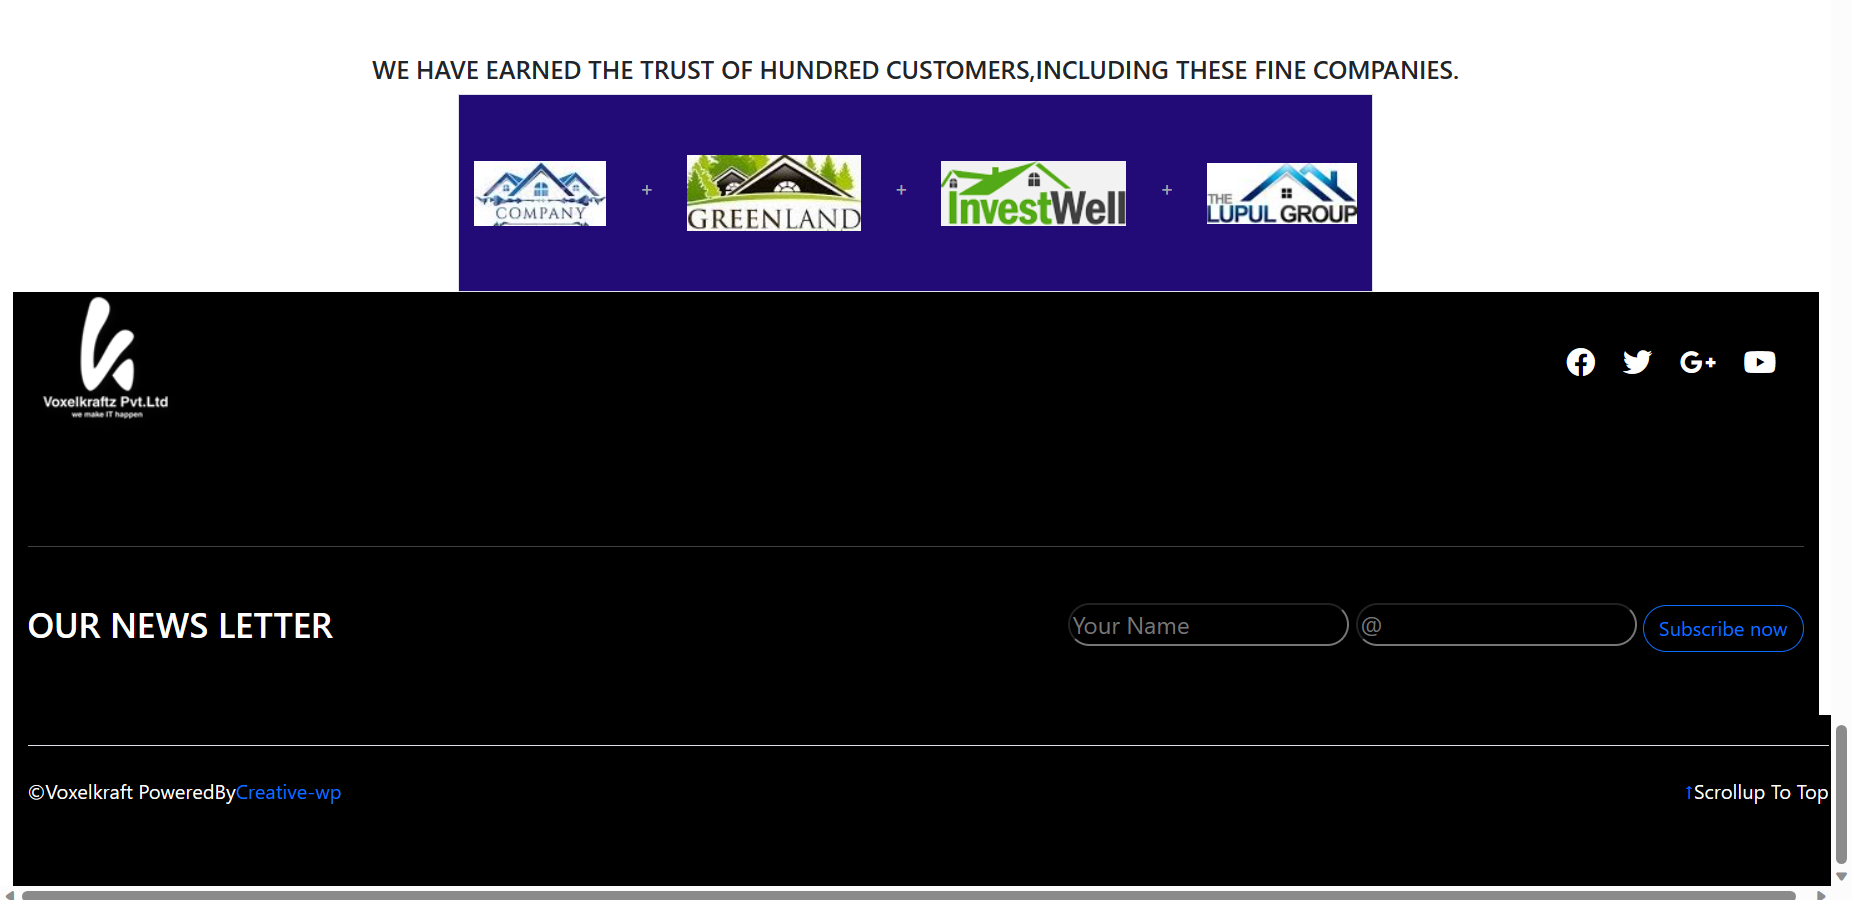 WE HAVE EARNED THE TRUST OF HUNDRED CUSTOMERS,INCLUDING THESE FINE COMPANIES.
COMPANY + GREENLAND + InvestWell + THE LUPUL GROUP
Voxelkraftz Pvt.Ltd
we make IT happen
G+
OUR NEWS LETTER
Your Name @ Subscribe now
©Voxelkraft PoweredByCreative-wp ↑Scrollup To Top